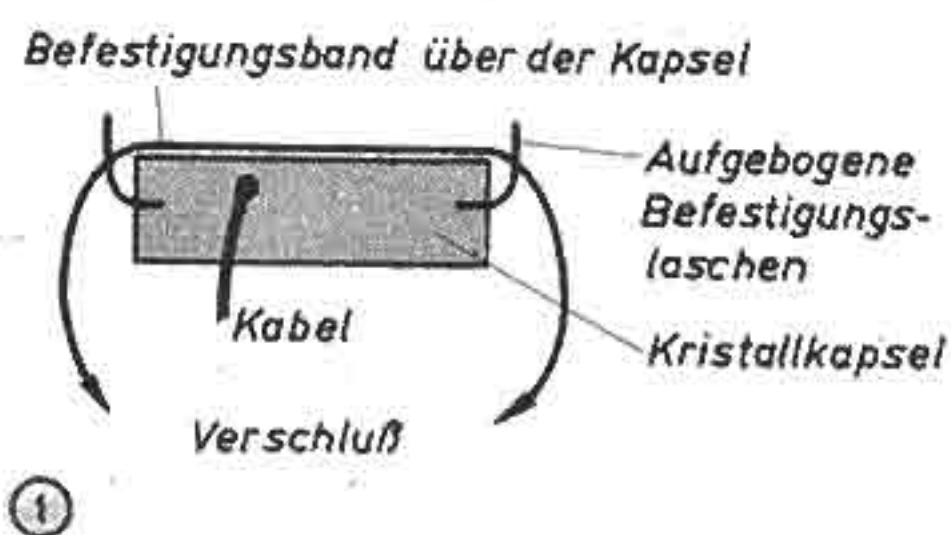 Befestigungsband über der Kapsel
Aufgebogene
Befestigungs-
laschen
Kabel
Kristallkapsel
Verschluß
1